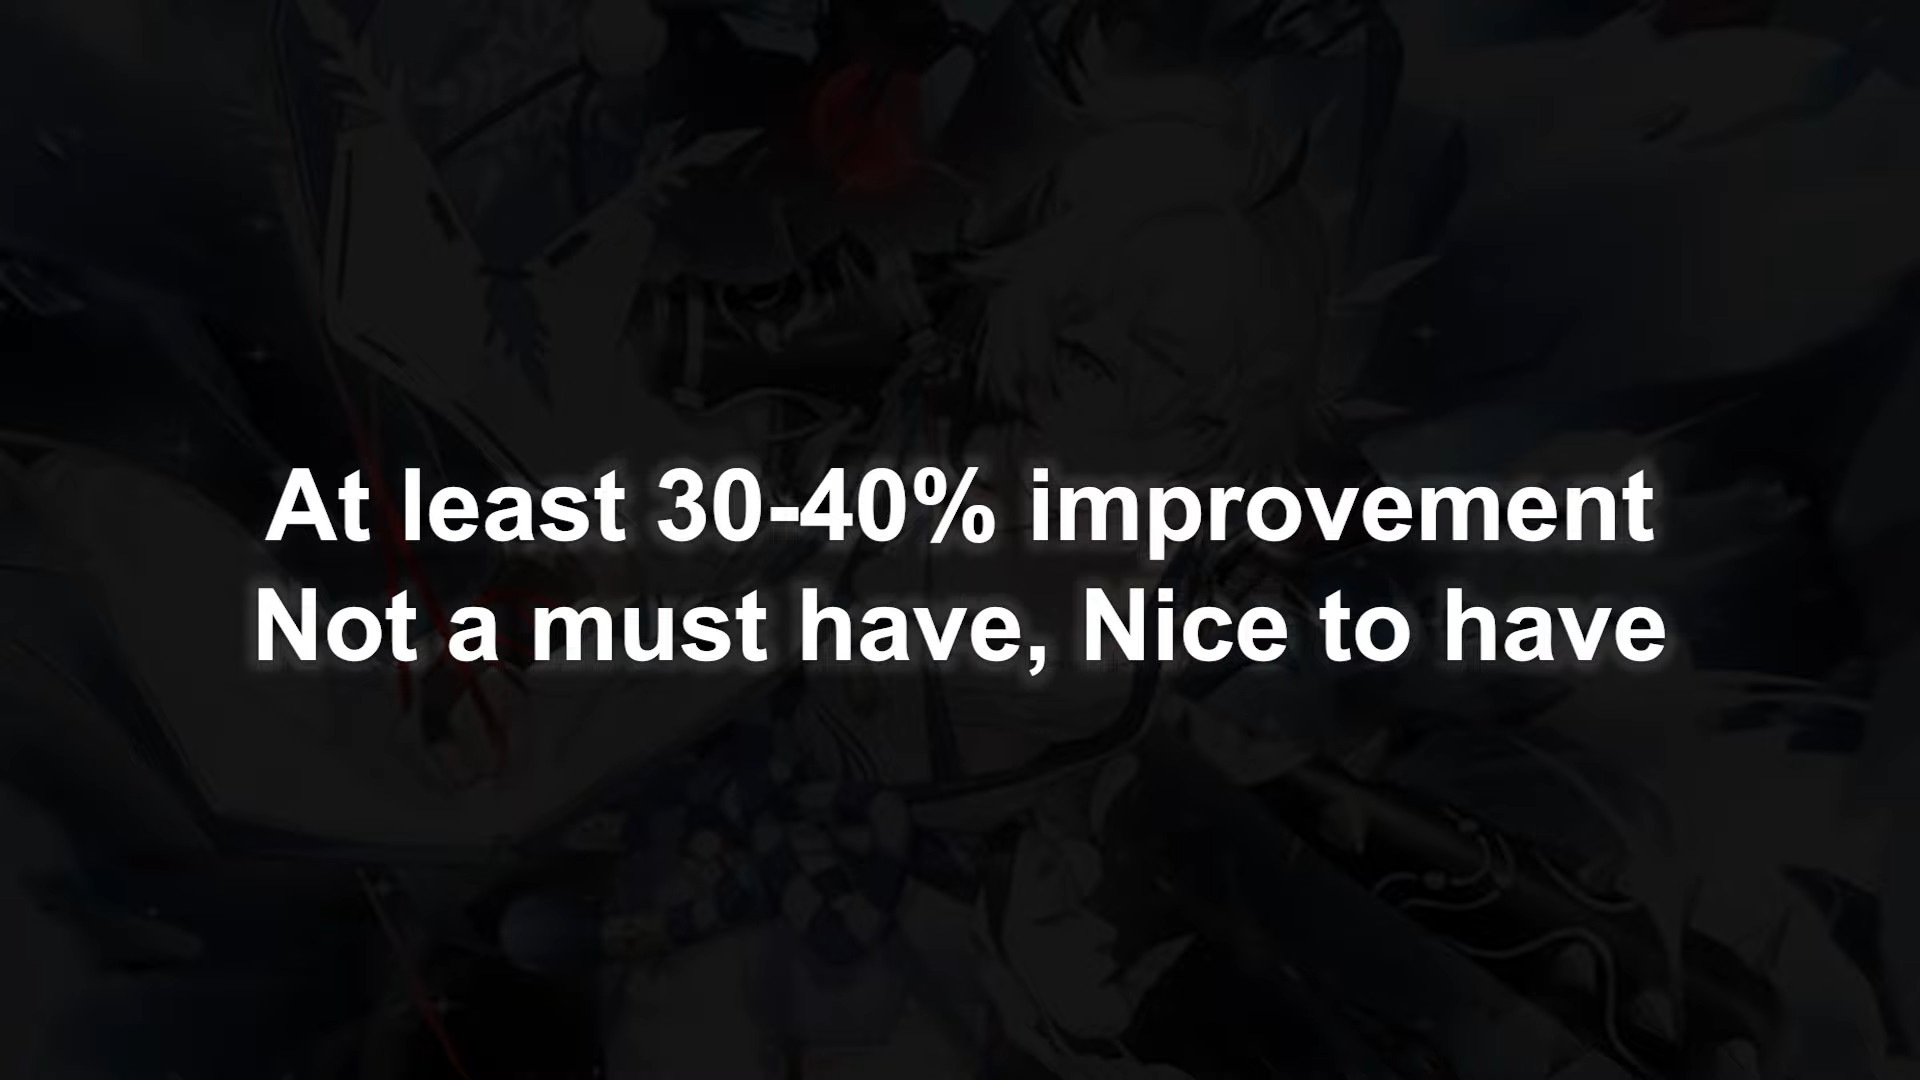 At least 30-40% improvement
Not a must have, Nice to have